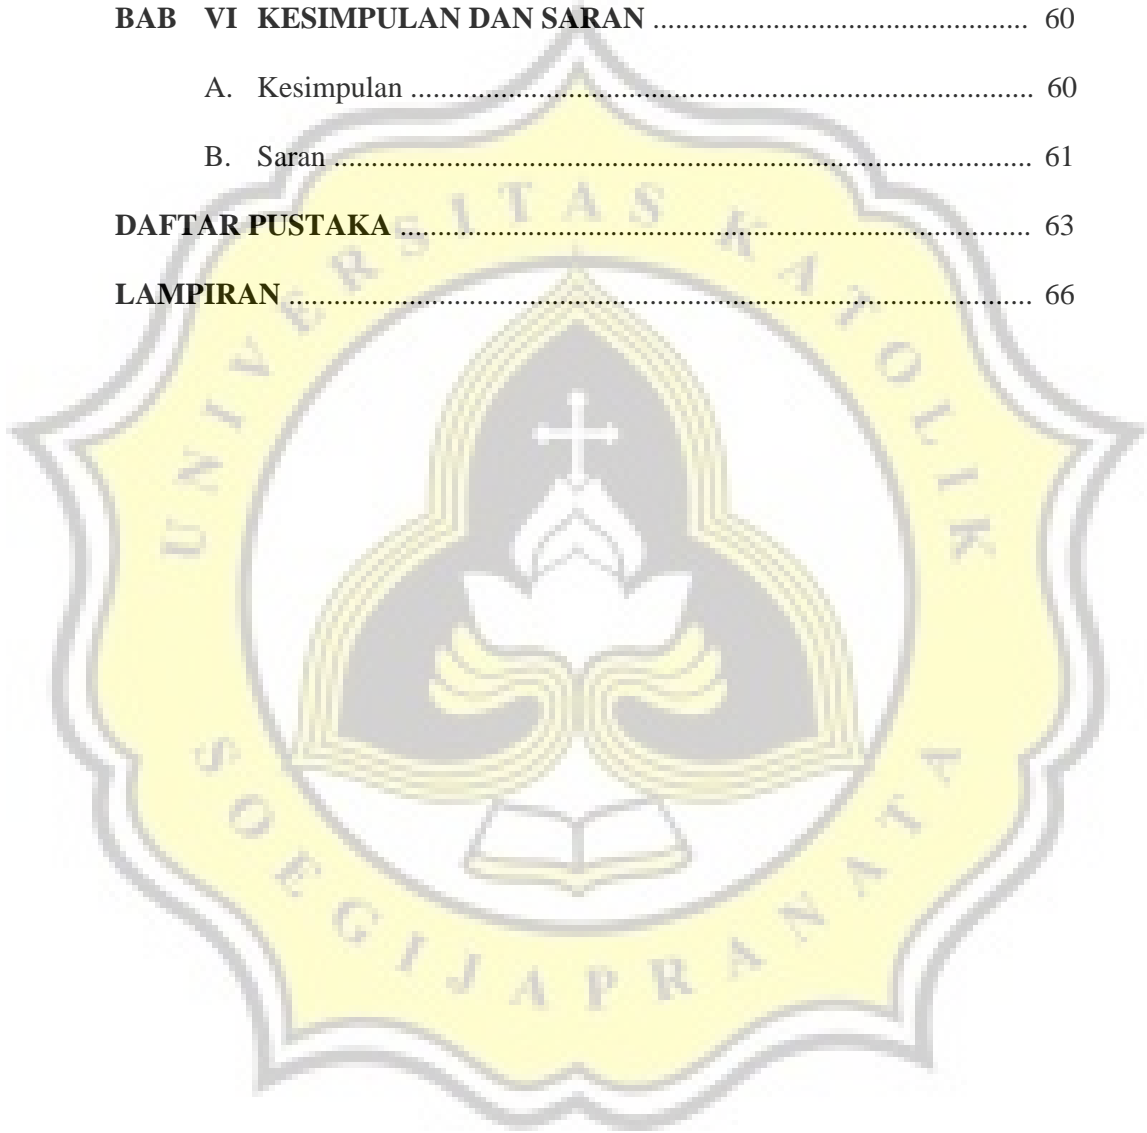 BAB VI KESIMPULAN DAN SARAN ........................................... 60
A. Kesimpulan ........................................................................ 60
B. Saran ................................................................................ 61
DAFTAR PUSTAKA ........................................................................ 63
LAMPIRAN ..................................................................................... 66
UNIVERSITAS KATOLIK
SOEGIJAPRANATA